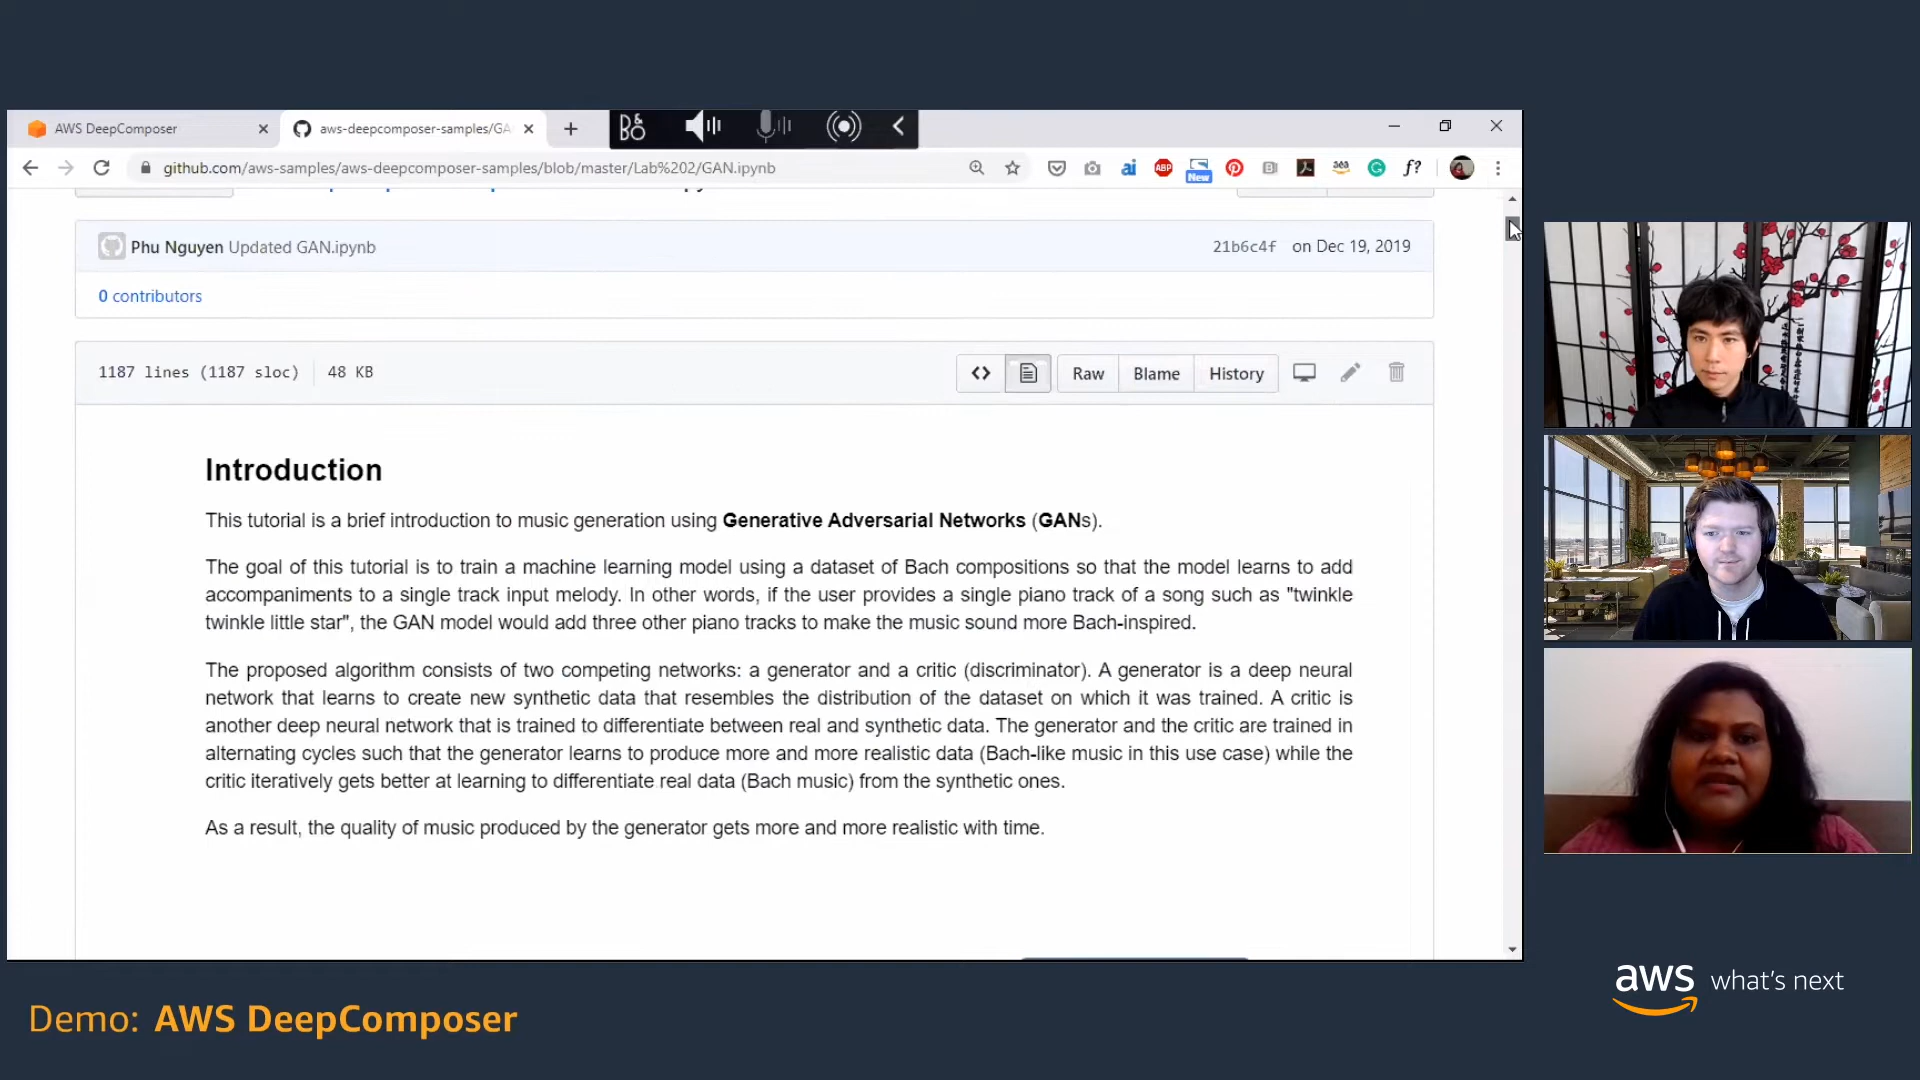 AWS DeepComposer
aws-deepcomposer-samples/GA
B&O
github.com/aws-samples/aws-deepcomposer-samples/blob/master/Lab%202/GAN.ipynb
ai
ABP
New
f?
Phu Nguyen Updated GAN.ipynb
21b6c4f on Dec 19, 2019
0 contributors
1187 lines (1187 sloc) 48 KB
<> Raw Blame History
Introduction
This tutorial is a brief introduction to music generation using Generative Adversarial Networks (GANs).
The goal of this tutorial is to train a machine learning model using a dataset of Bach compositions so that the model learns to add
accompaniments to a single track input melody. In other words, if the user provides a single piano track of a song such as "twinkle
twinkle little star", the GAN model would add three other piano tracks to make the music sound more Bach-inspired.
The proposed algorithm consists of two competing networks: a generator and a critic (discriminator). A generator is a deep neural
network that learns to create new synthetic data that resembles the distribution of the dataset on which it was trained. A critic is
another deep neural network that is trained to differentiate between real and synthetic data. The generator and the critic are trained in
alternating cycles such that the generator learns to produce more and more realistic data (Bach-like music in this use case) while the
critic iteratively gets better at learning to differentiate real data (Bach music) from the synthetic ones.
As a result, the quality of music produced by the generator gets more and more realistic with time.
aws what's next
Demo: AWS DeepComposer